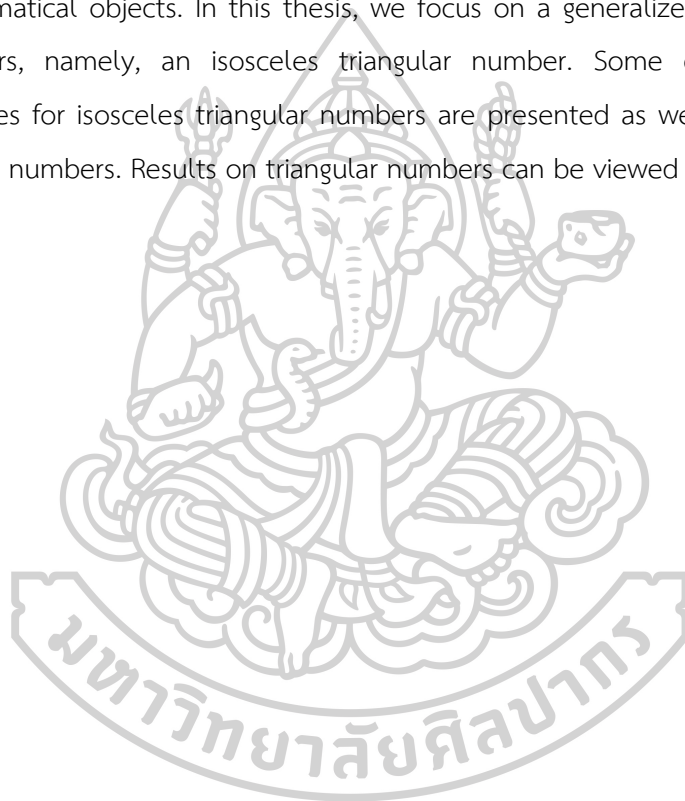 matical objects. In this thesis, we focus on a generalize
rs, namely, an isosceles triangular number. Some
es for isosceles triangular numbers are presented as we
numbers. Results on triangular numbers can be viewed
มหาวิทยาลัยศิลปากร